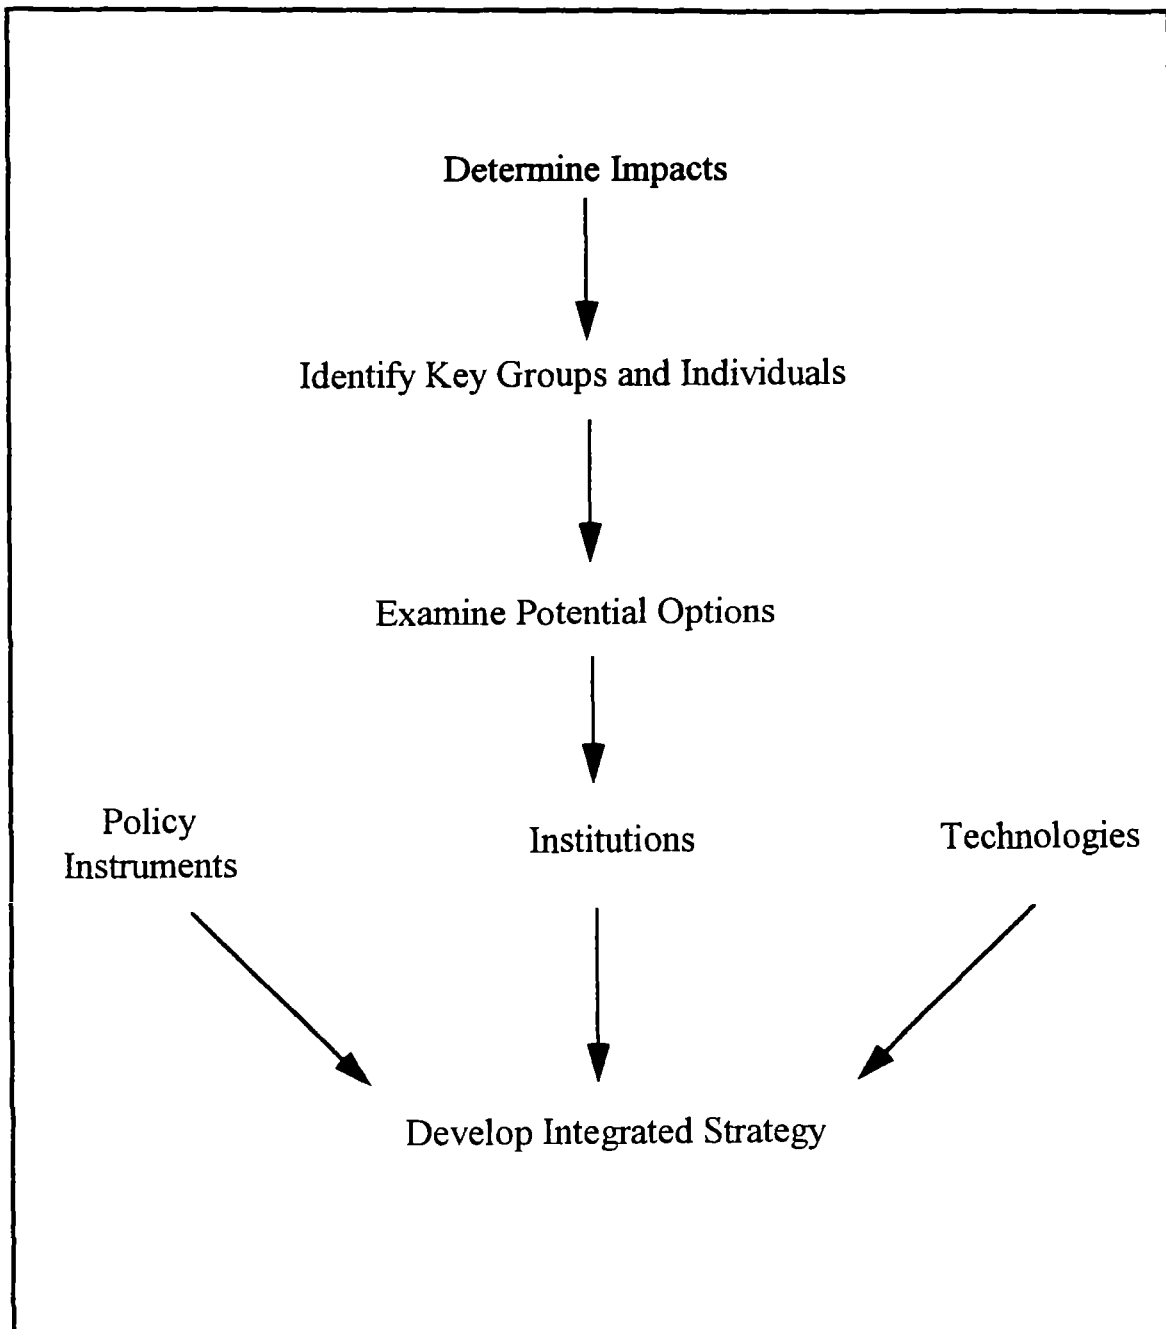 Determine Impacts
Identify Key Groups and Individuals
Examine Potential Options
Policy
Instruments
Institutions
Technologies
Develop Integrated Strategy